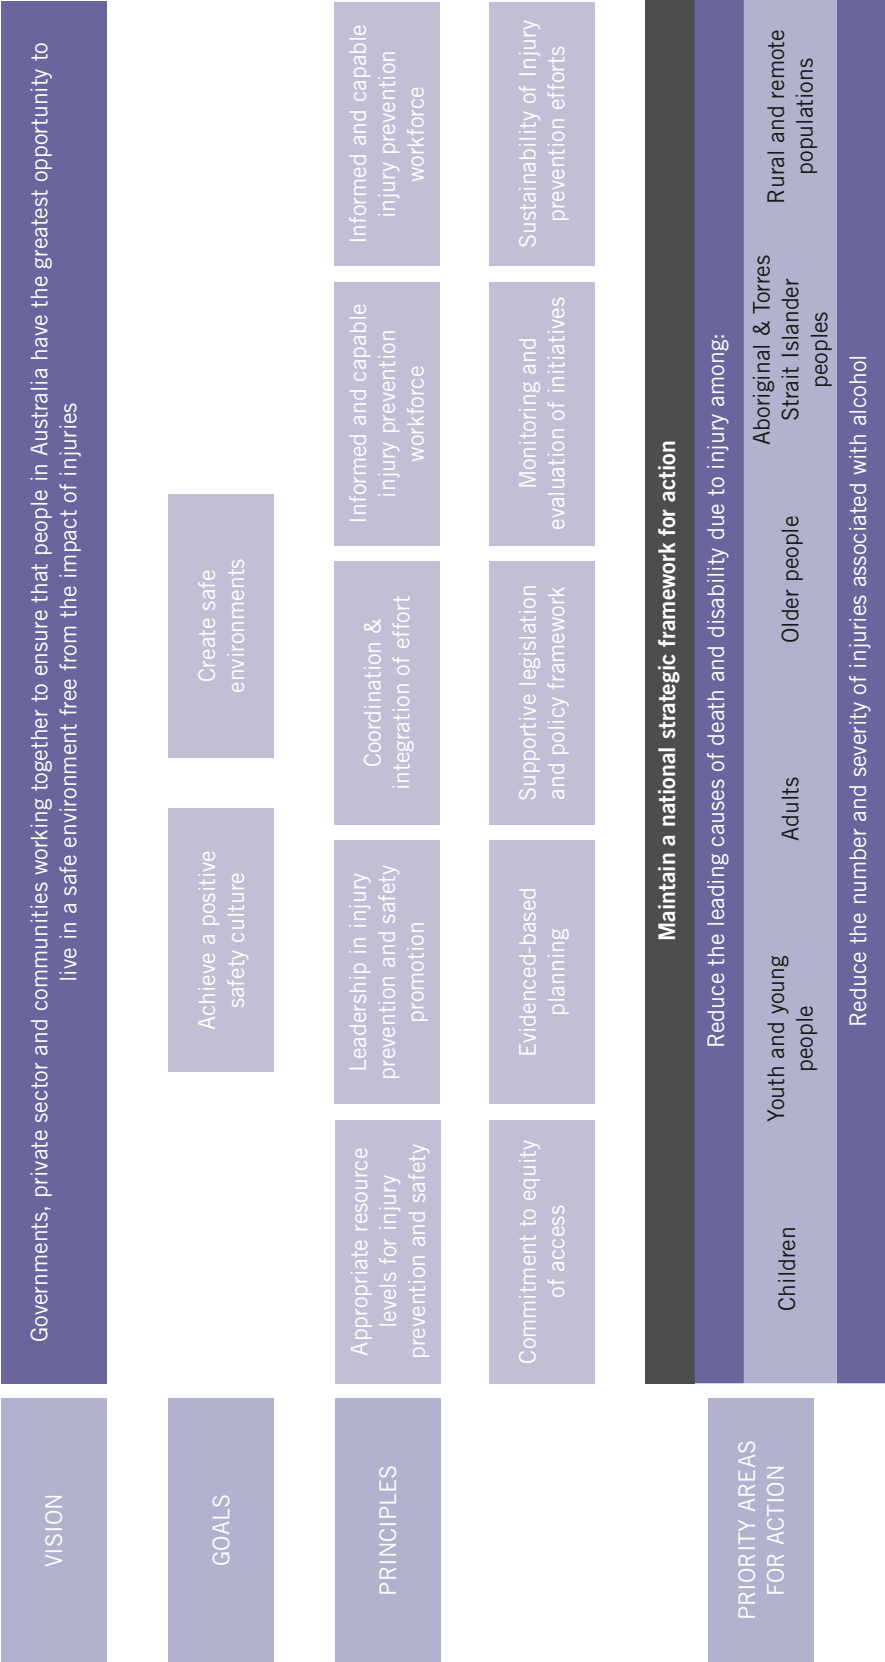 VISION
Governments, private sector and communities working together to ensure that people in Australia have the greatest opportunity to
live in a safe environment free from the impact of injuries
GOALS
Achieve a positive
safety culture
Create safe
environments
PRINCIPLES
Appropriate resource
levels for injury
prevention and safety
Leadership in injury
prevention and safety
promotion
Coordination &
integration of effort
Informed and capable
injury prevention
workforce
Informed and capable
injury prevention
workforce
Commitment to equity
of access
Evidenced-based
planning
Supportive legislation
and policy framework
Monitoring and
evaluation of initiatives
Sustainability of Injury
prevention efforts
PRIORITY AREAS
FOR ACTION
Maintain a national strategic framework for action
Reduce the leading causes of death and disability due to injury among:
Children
Youth and young
people
Adults
Older people
Aboriginal & Torres
Strait Islander
peoples
Rural and remote
populations
Reduce the number and severity of injuries associated with alcohol